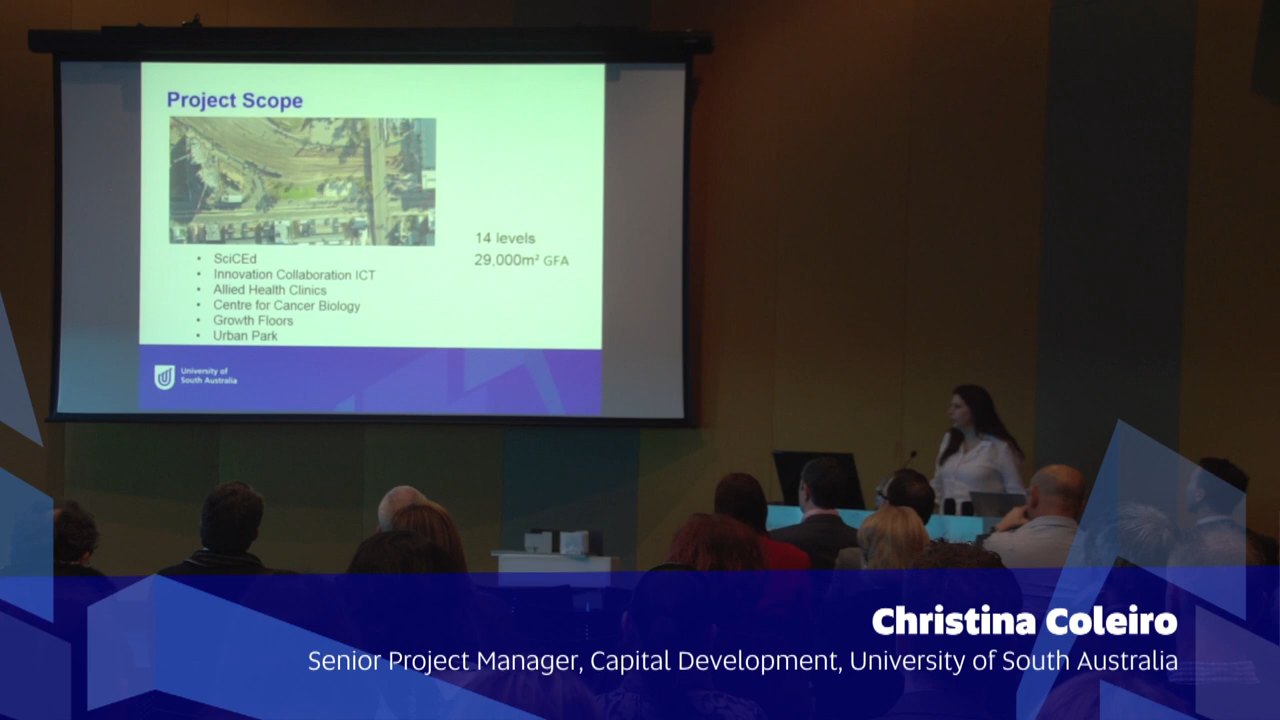 Project Scope
14 levels
29,000m² GFA
• SciCEd
• Innovation Collaboration ICT
• Allied Health Clinics
• Centre for Cancer Biology
• Growth Floors
• Urban Park
University of
South Australia
Christina Coleiro
Senior Project Manager, Capital Development, University of South Australia